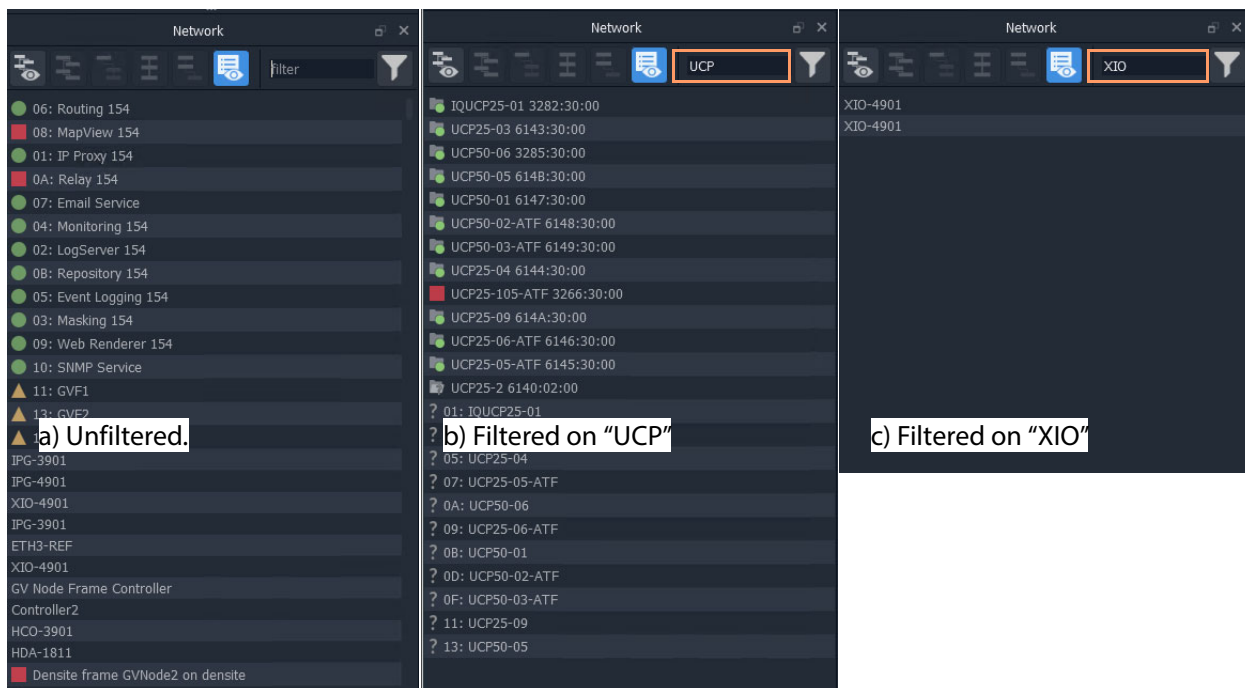 Network
filter
06: Routing 154
08: MapView 154
01: IP Proxy 154
0A: Relay 154
07: Email Service
04: Monitoring 154
02: LogServer 154
0B: Repository 154
05: Event Logging 154
03: Masking 154
09: Web Renderer 154
10: SNMP Service
11: GVF1
13: GVF2
a) Unfiltered.
IPG-3901
IPG-4901
XIO-4901
IPG-3901
ETH3-REF
XIO-4901
GV Node Frame Controller
Controller2
HCO-3901
HDA-1811
Densite frame GVNode2 on densite
Network
UCP
IQUCP25-01 3282:30:00
UCP25-03 6143:30:00
UCP50-06 3285:30:00
UCP50-05 614B:30:00
UCP50-01 6147:30:00
UCP50-02-ATF 6148:30:00
UCP50-03-ATF 6149:30:00
UCP25-04 6144:30:00
UCP25-105-ATF 3266:30:00
UCP25-09 614A:30:00
UCP25-06-ATF 6146:30:00
UCP25-05-ATF 6145:30:00
UCP25-2 6140:02:00
? 01: IQUCP25-01
?
b) Filtered on “UCP”
? 05: UCP25-04
? 07: UCP25-05-ATF
? 0A: UCP50-06
? 09: UCP25-06-ATF
? 0B: UCP50-01
? 0D: UCP50-02-ATF
? 0F: UCP50-03-ATF
? 11: UCP25-09
? 13: UCP50-05
Network
XIO
XIO-4901
XIO-4901
c) Filtered on “XIO”